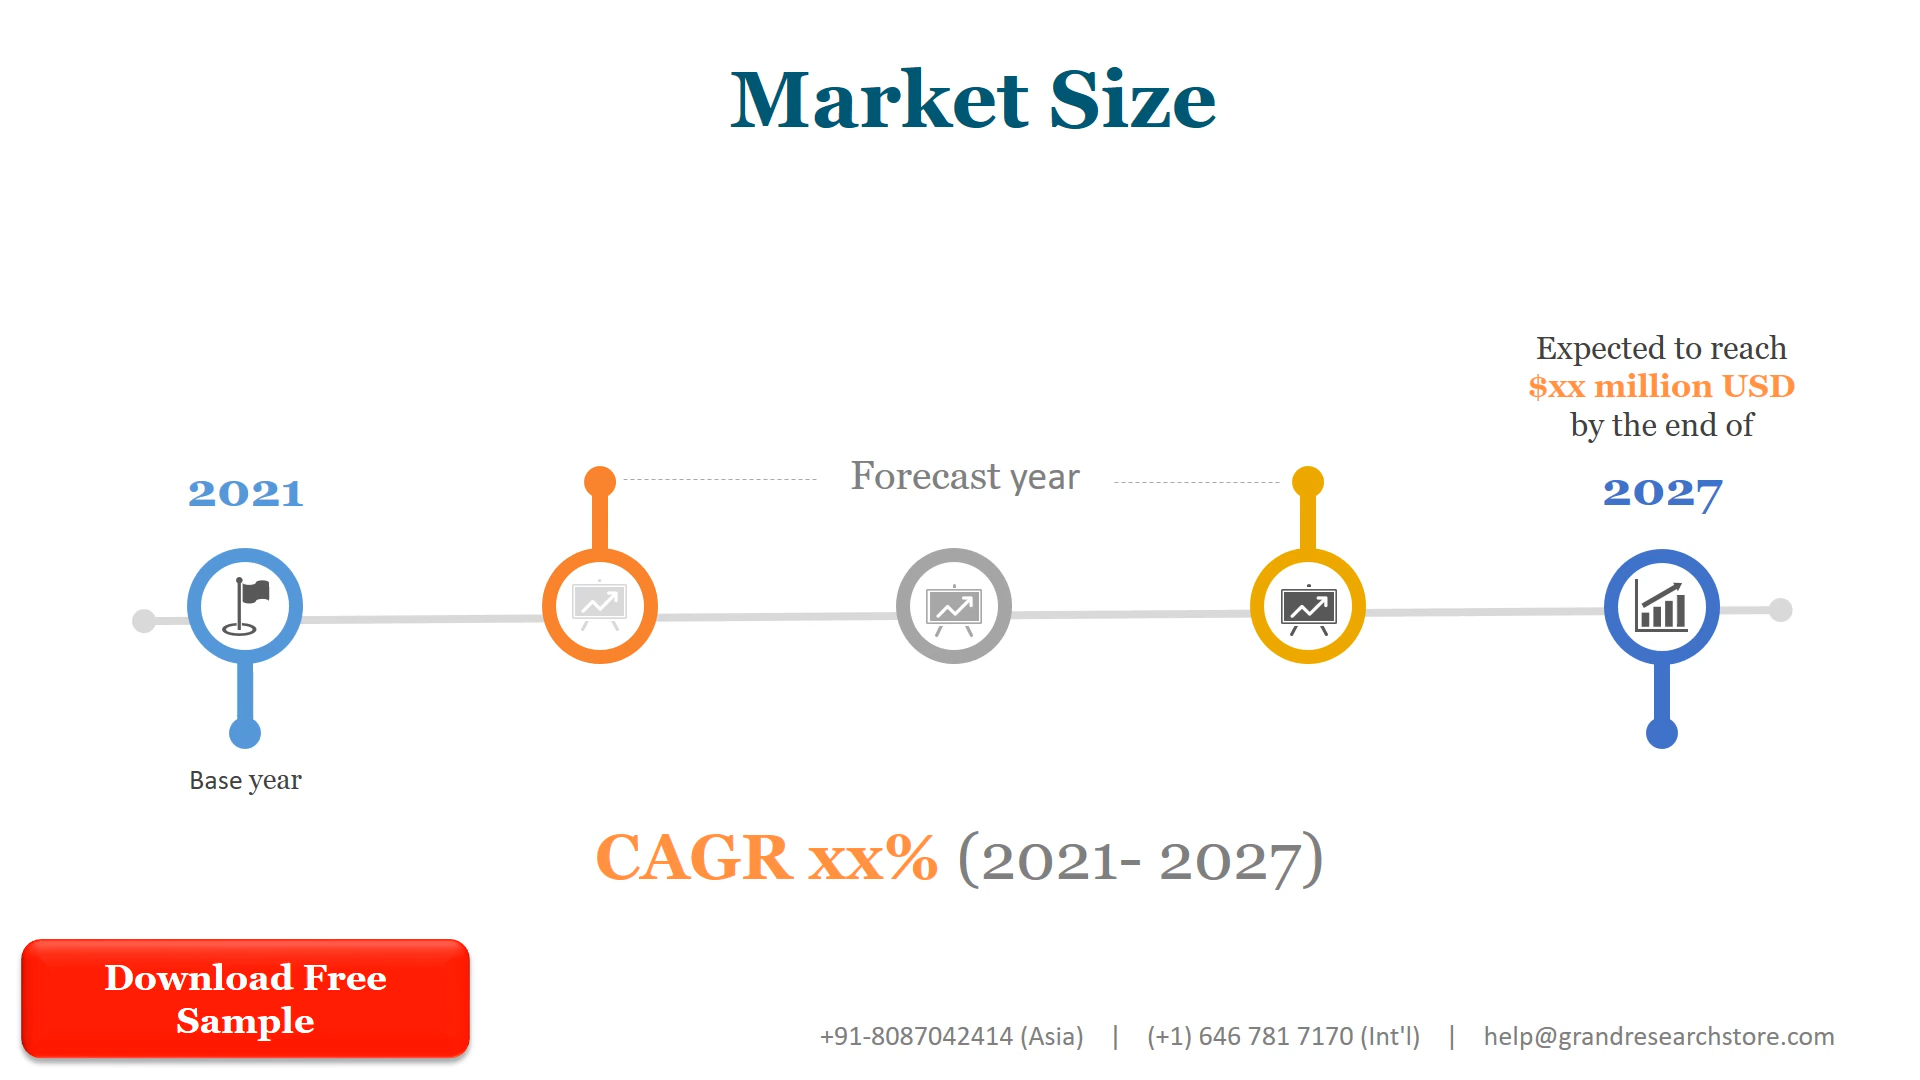 Market Size
Expected to reach
$xx million USD
by the end of
2021
Forecast year
2027
Base year
CAGR xx% (2021- 2027)
Download Free
Sample
+91-8087042414 (Asia) | (+1) 646 781 7170 (Int'l) | help@grandresearchstore.com